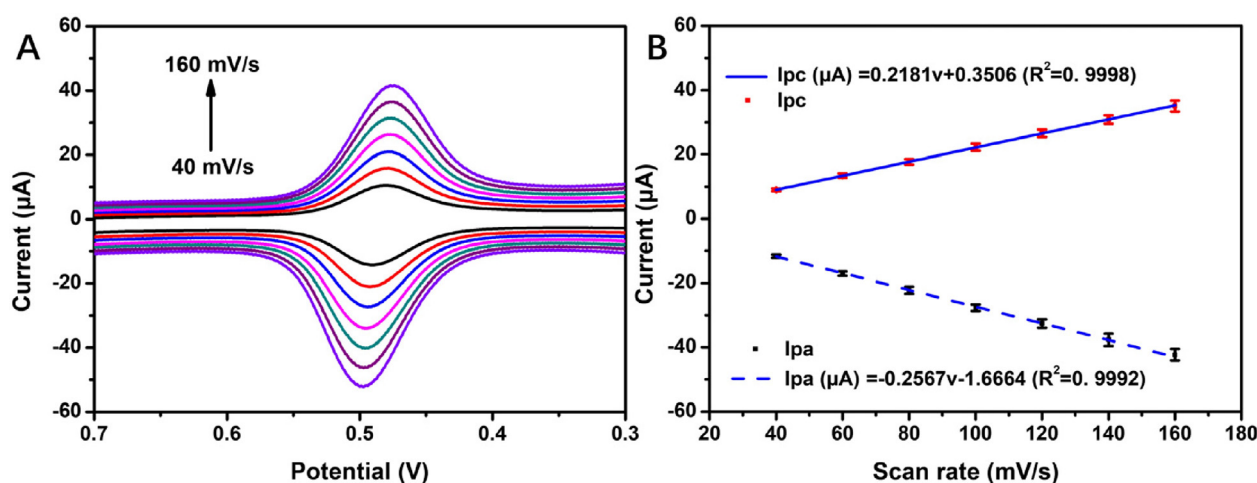 A
160 mV/s
40 mV/s
60
40
20
0
-20
-40
-60
Current (µA)
0.7
0.6
0.5
0.4
0.3
Potential (V)
B
Ipc (µA) =0.2181v+0.3506 (R²=0. 9998)
Ipc
Ipa
Ipa (µA) =-0.2567v-1.6664 (R²=0. 9992)
60
40
20
0
-20
-40
-60
Current (µA)
20
40
60
80
100
120
140
160
180
Scan rate (mV/s)